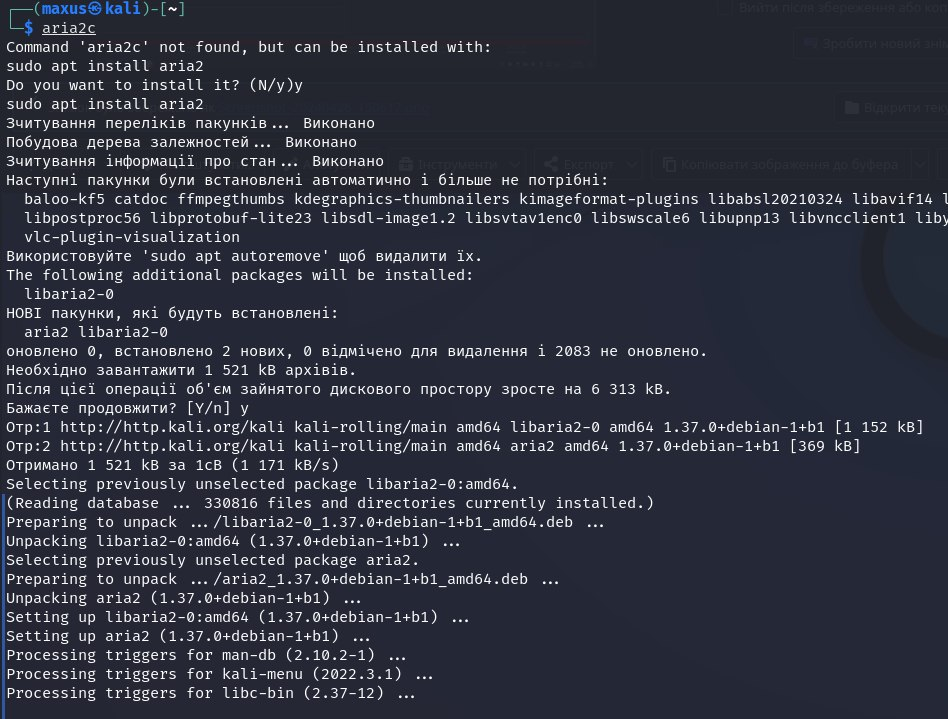 ┌──(maxus㉿kali)-[~]
└─$ aria2c
Command 'aria2c' not found, but can be installed with:
sudo apt install aria2
Do you want to install it? (N/y)y
sudo apt install aria2
Зчитування переліків пакунків... Виконано
Побудова дерева залежностей... Виконано
Зчитування інформації про стан... Виконано
Наступні пакунки були встановлені автоматично і більше не потрібні:
baloo-kf5 catdoc ffmpegthumbs kdegraphics-thumbnailers kimageformat-plugins libabsl20210324 libavif14
libpostproc56 libprotobuf-lite23 libsdl-image1.2 libsvtav1enc0 libswscale6 libupnp13 libvncclient1
vlc-plugin-visualization
Використовуйте 'sudo apt autoremove' щоб видалити їх.
The following additional packages will be installed:
libaria2-0
НОВІ пакунки, які будуть встановлені:
aria2 libaria2-0
оновлено 0, встановлено 2 нових, 0 відмічено для видалення і 2083 не оновлено.
Необхідно завантажити 1 521 kB архівів.
Після цієї операції об'єм зайнятого дискового простору зросте на 6 313 kB.
Бажаєте продовжити? [Y/n] y
Отр:1 http://http.kali.org/kali kali-rolling/main amd64 libaria2-0 amd64 1.37.0+debian-1+b1 [1 152 kB]
Отр:2 http://http.kali.org/kali kali-rolling/main amd64 aria2 amd64 1.37.0+debian-1+b1 [369 kB]
Отримано 1 521 kB за 1сВ (1 171 kB/s)
Selecting previously unselected package libaria2-0:amd64.
(Reading database ... 330816 files and directories currently installed.)
Preparing to unpack .../libaria2-0_1.37.0+debian-1+b1_amd64.deb ...
Unpacking libaria2-0:amd64 (1.37.0+debian-1+b1) ...
Selecting previously unselected package aria2.
Preparing to unpack .../aria2_1.37.0+debian-1+b1_amd64.deb ...
Unpacking aria2 (1.37.0+debian-1+b1) ...
Setting up libaria2-0:amd64 (1.37.0+debian-1+b1) ...
Setting up aria2 (1.37.0+debian-1+b1) ...
Processing triggers for man-db (2.10.2-1) ...
Processing triggers for kali-menu (2022.3.1) ...
Processing triggers for libc-bin (2.37-12) ...
Вийти після збереження або
Зробити новий
Відкрити
Інструменти
Експорт
Копіювати зображення до буфера